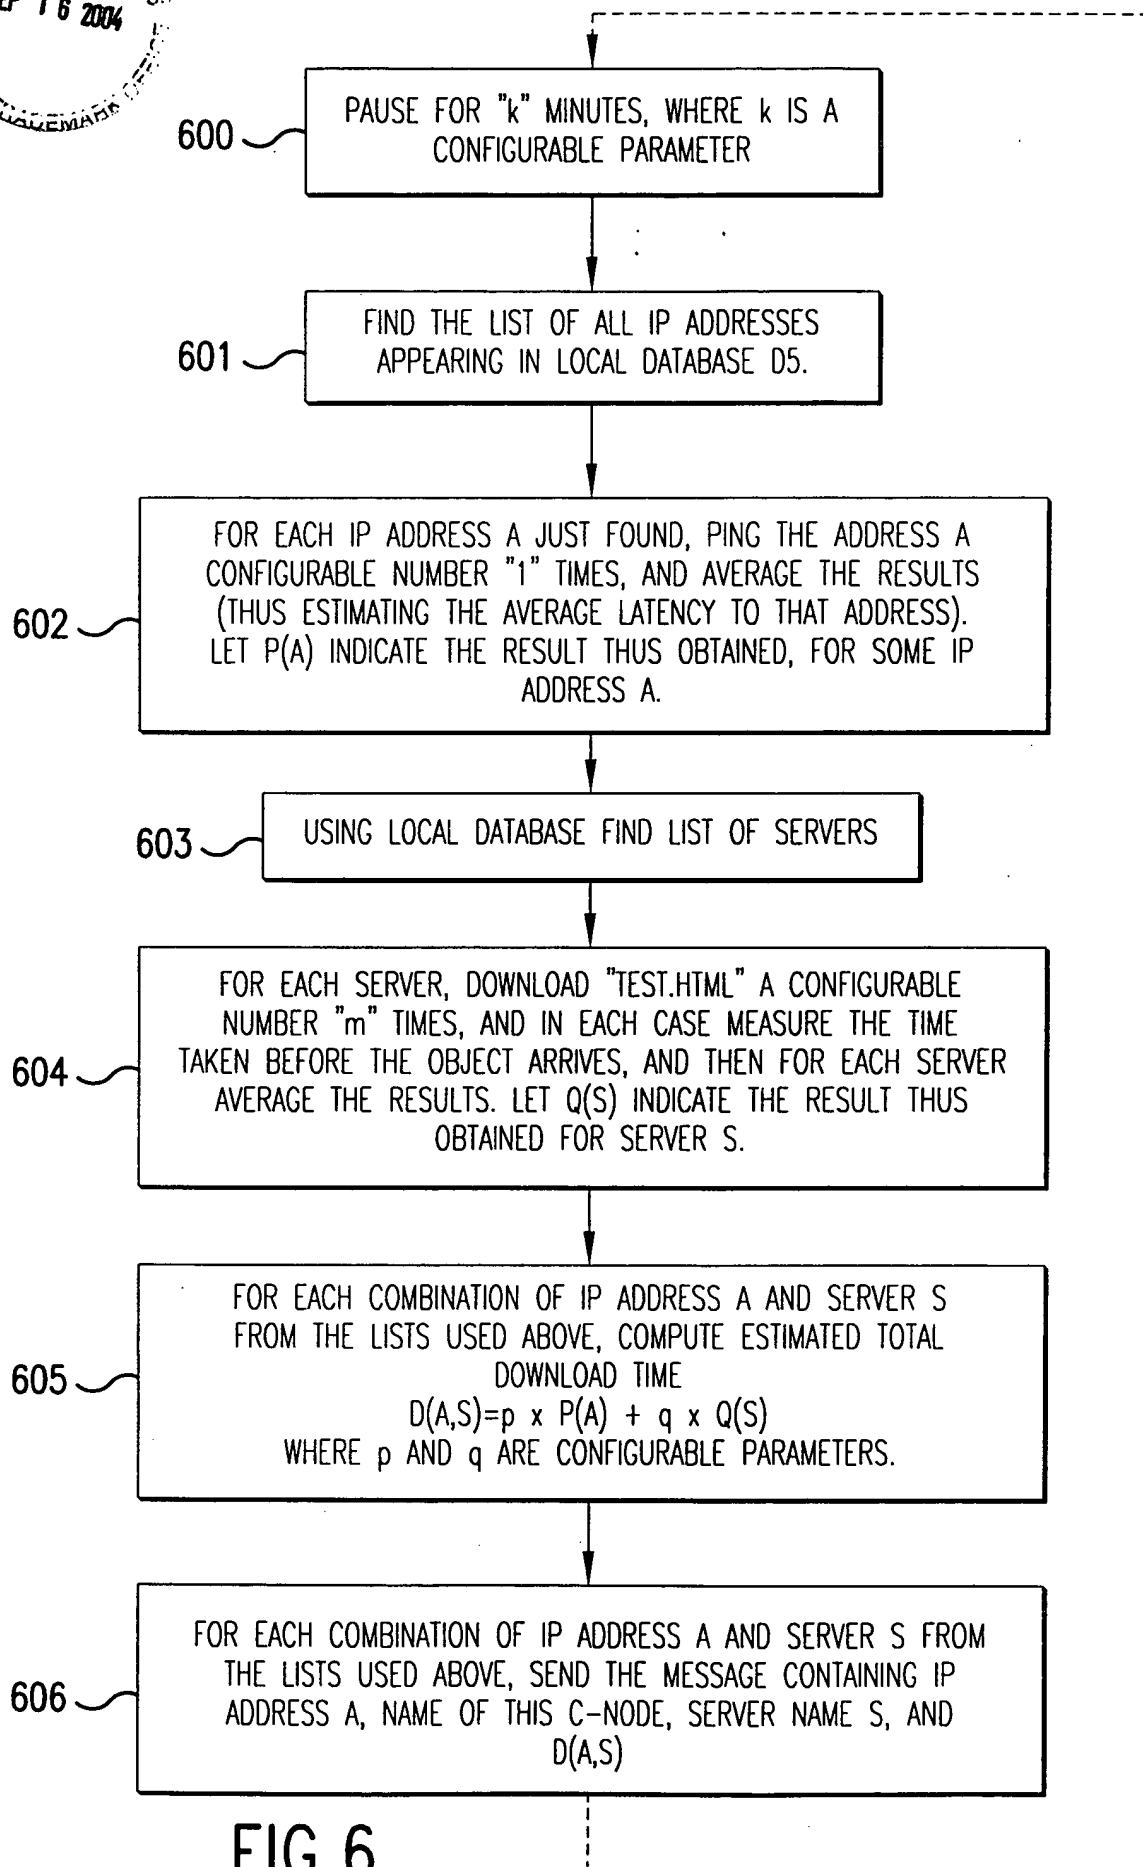 EP 16 2004
TRADEMARK
600
PAUSE FOR "k" MINUTES, WHERE k IS A
CONFIGURABLE PARAMETER
601
FIND THE LIST OF ALL IP ADDRESSES
APPEARING IN LOCAL DATABASE D5.
602
FOR EACH IP ADDRESS A JUST FOUND, PING THE ADDRESS A
CONFIGURABLE NUMBER "1" TIMES, AND AVERAGE THE RESULTS
(THUS ESTIMATING THE AVERAGE LATENCY TO THAT ADDRESS).
LET P(A) INDICATE THE RESULT THUS OBTAINED, FOR SOME IP
ADDRESS A.
603
USING LOCAL DATABASE FIND LIST OF SERVERS
604
FOR EACH SERVER, DOWNLOAD "TEST.HTML" A CONFIGURABLE
NUMBER "m" TIMES, AND IN EACH CASE MEASURE THE TIME
TAKEN BEFORE THE OBJECT ARRIVES, AND THEN FOR EACH SERVER
AVERAGE THE RESULTS. LET Q(S) INDICATE THE RESULT THUS
OBTAINED FOR SERVER S.
605
FOR EACH COMBINATION OF IP ADDRESS A AND SERVER S
FROM THE LISTS USED ABOVE, COMPUTE ESTIMATED TOTAL
DOWNLOAD TIME
D(A,S)=p x P(A) + q x Q(S)
WHERE p AND q ARE CONFIGURABLE PARAMETERS.
606
FOR EACH COMBINATION OF IP ADDRESS A AND SERVER S FROM
THE LISTS USED ABOVE, SEND THE MESSAGE CONTAINING IP
ADDRESS A, NAME OF THIS C-NODE, SERVER NAME S, AND
D(A,S)
FIG 6